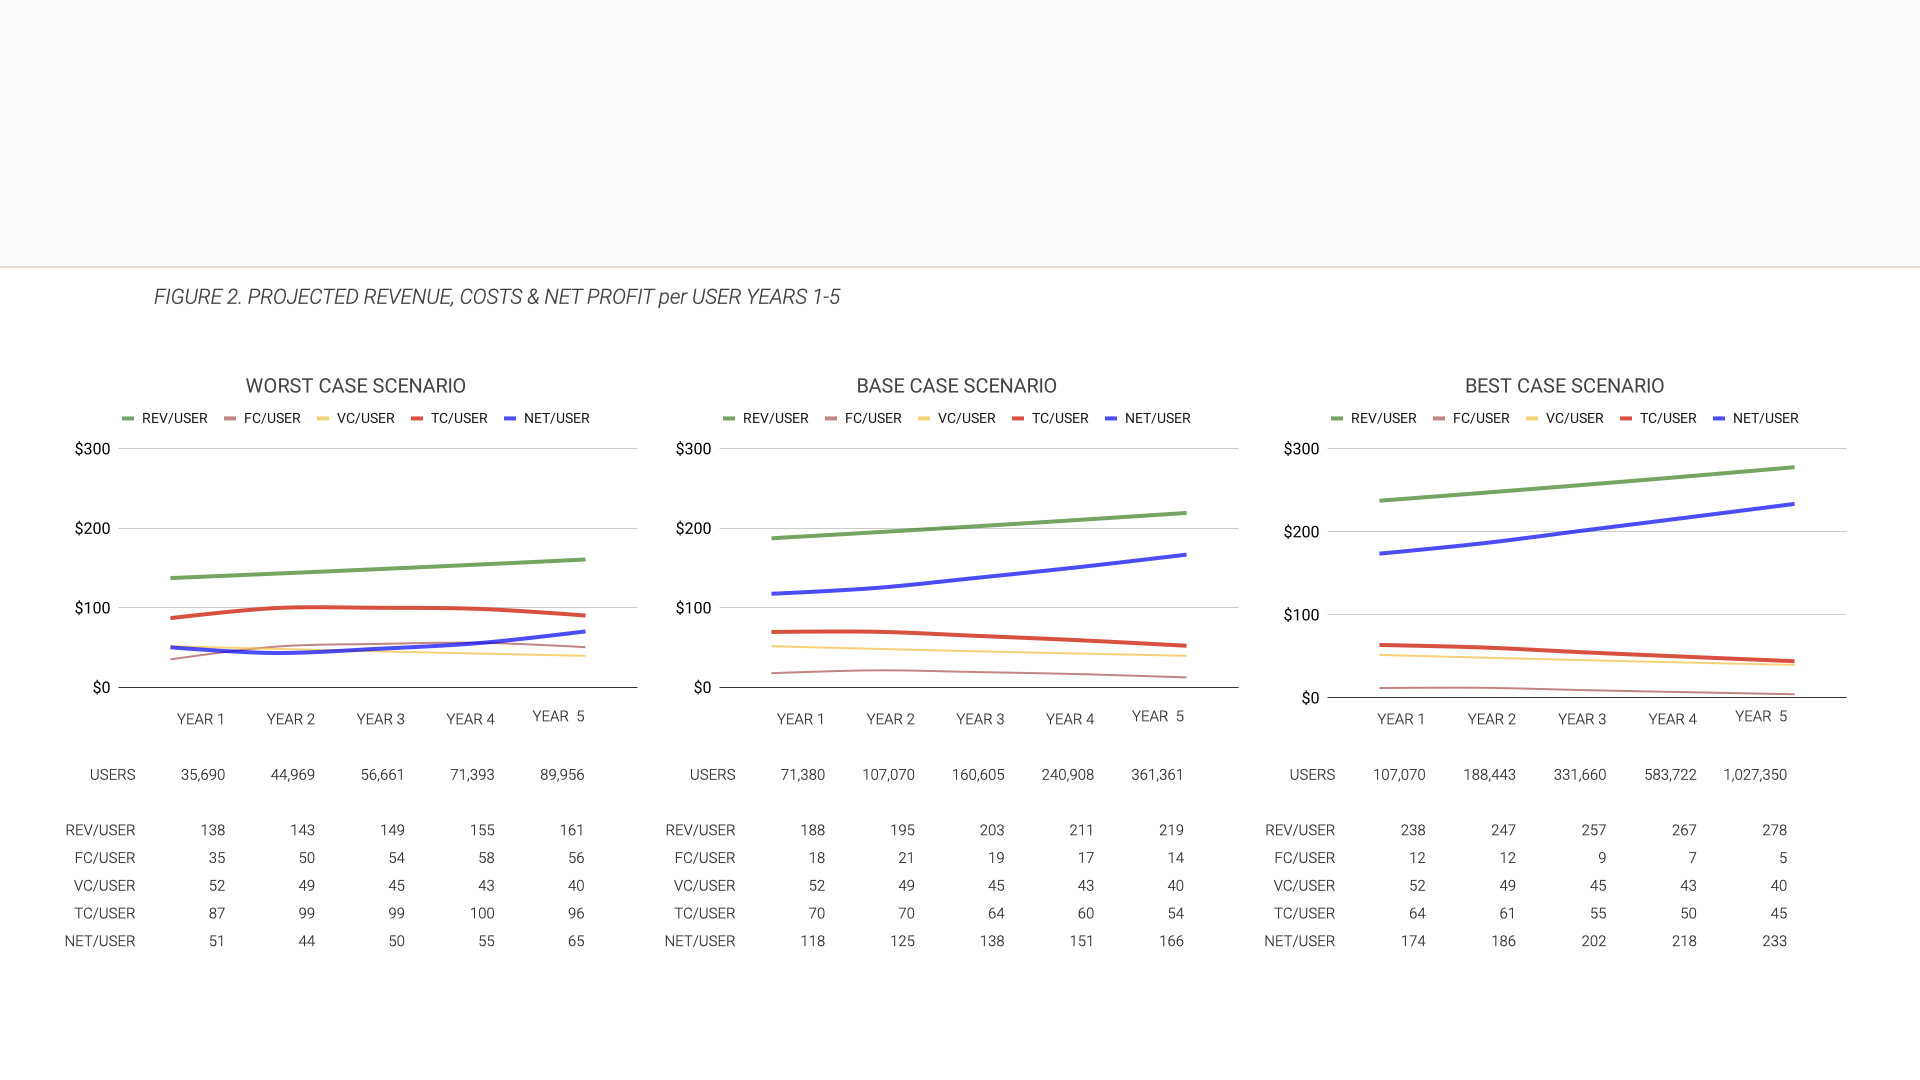 FIGURE 2. PROJECTED REVENUE, COSTS & NET PROFIT per USER YEARS 1-5
WORST CASE SCENARIO
REV/USER FC/USER VC/USER TC/USER NET/USER
$300
$200
$100
$0
YEAR 1 YEAR 2 YEAR 3 YEAR 4 YEAR 5
USERS 35,690 44,969 56,661 71,393 89,956
REV/USER 138 143 149 155 161
FC/USER 35 50 54 58 56
VC/USER 52 49 45 43 40
TC/USER 87 99 99 100 96
NET/USER 51 44 50 55 65
BASE CASE SCENARIO
REV/USER FC/USER VC/USER TC/USER NET/USER
$300
$200
$100
$0
YEAR 1 YEAR 2 YEAR 3 YEAR 4 YEAR 5
USERS 71,380 107,070 160,605 240,908 361,361
REV/USER 188 195 203 211 219
FC/USER 18 21 19 17 14
VC/USER 52 49 45 43 40
TC/USER 70 70 64 60 54
NET/USER 118 125 138 151 166
BEST CASE SCENARIO
REV/USER FC/USER VC/USER TC/USER NET/USER
$300
$200
$100
$0
YEAR 1 YEAR 2 YEAR 3 YEAR 4 YEAR 5
USERS 107,070 188,443 331,660 583,722 1,027,350
REV/USER 238 247 257 267 278
FC/USER 12 12 9 7 5
VC/USER 52 49 45 43 40
TC/USER 64 61 55 50 45
NET/USER 174 186 202 218 233